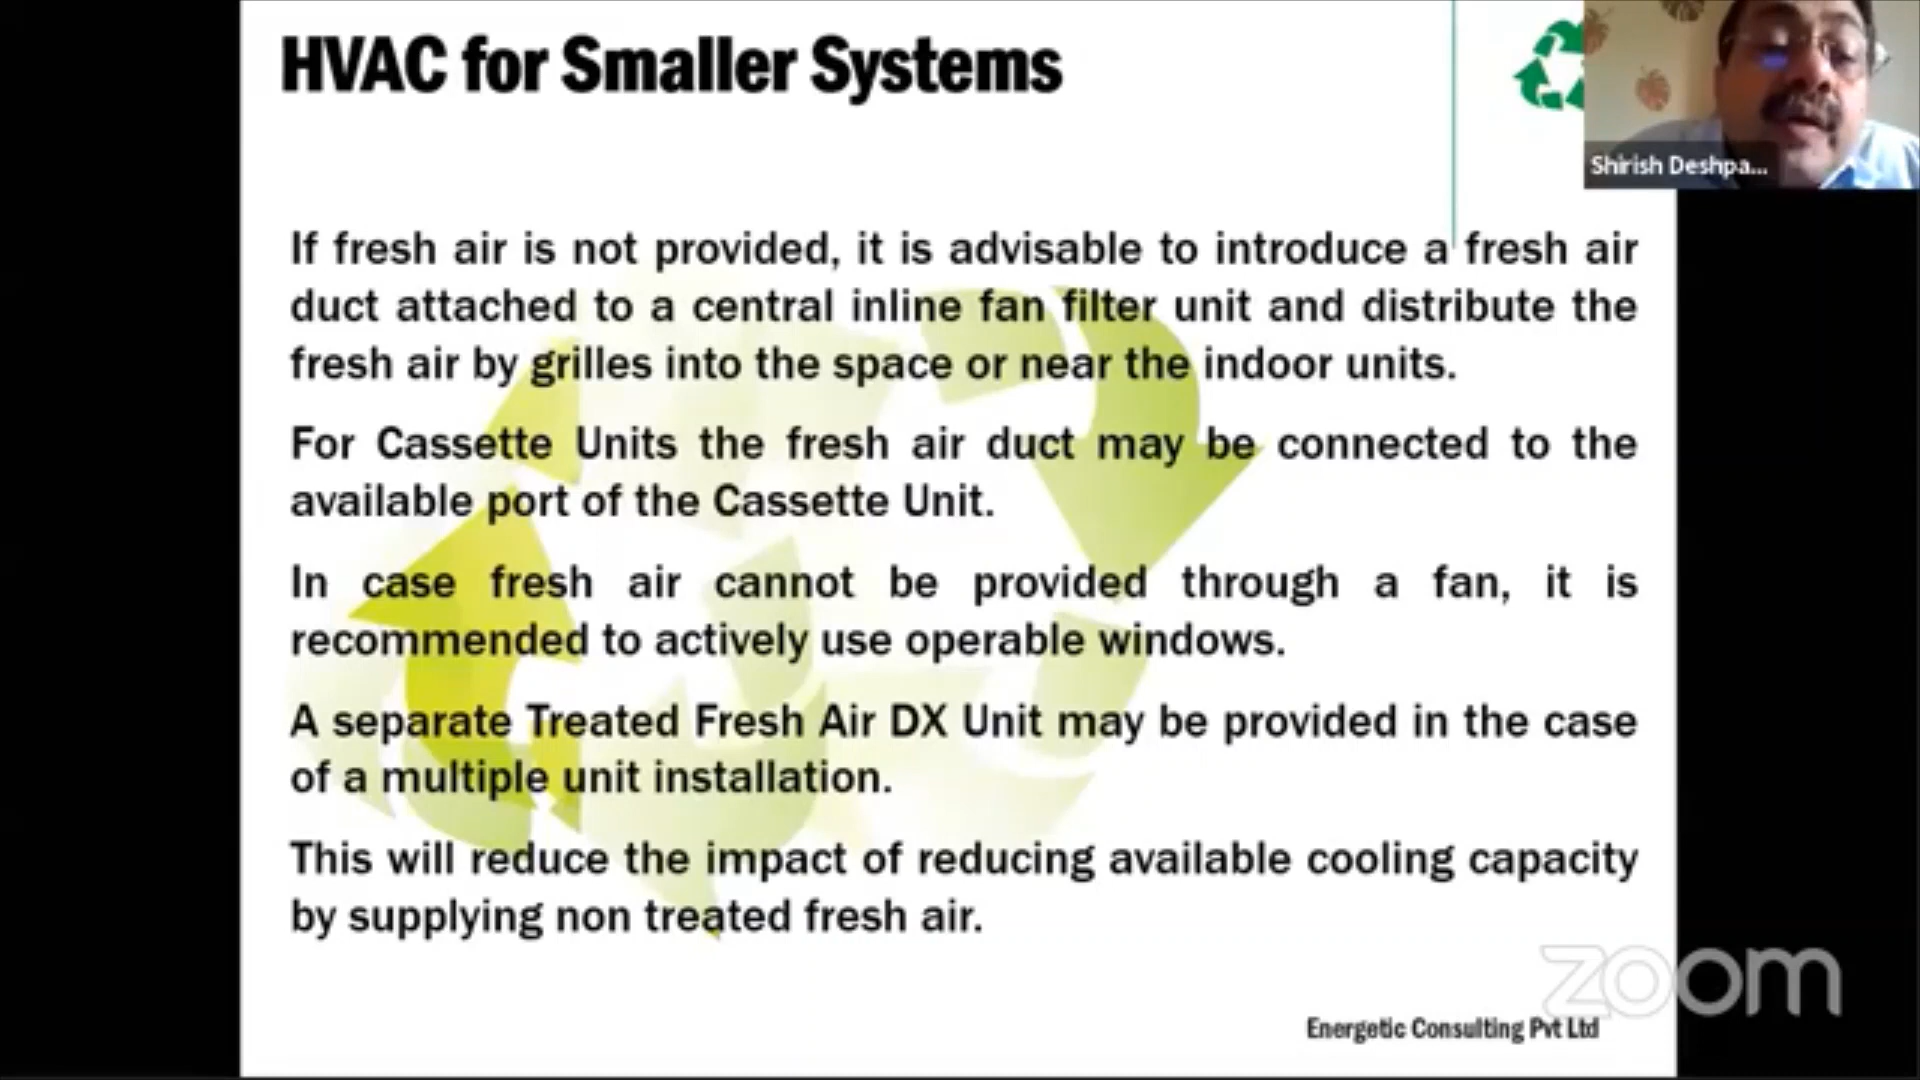 HVAC for Smaller Systems
Shirish Deshpa...
If fresh air is not provided, it is advisable to introduce a fresh air
duct attached to a central inline fan filter unit and distribute the
fresh air by grilles into the space or near the indoor units.
For Cassette Units the fresh air duct may be connected to the
available port of the Cassette Unit.
In case fresh air cannot be provided through a fan, it is
recommended to actively use operable windows.
A separate Treated Fresh Air DX Unit may be provided in the case
of a multiple unit installation.
This will reduce the impact of reducing available cooling capacity
by supplying non treated fresh air.
zoom
Energetic Consulting Pvt Ltd